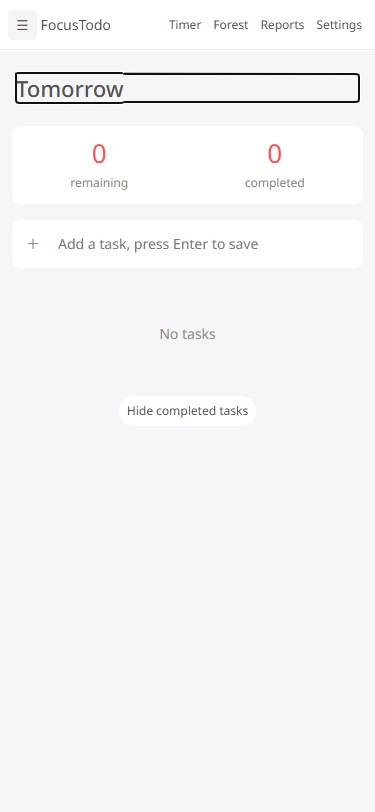 ☰ FocusTodo Timer Forest Reports Settings
Tomorrow
0 0
remaining completed
+ Add a task, press Enter to save
No tasks
Hide completed tasks